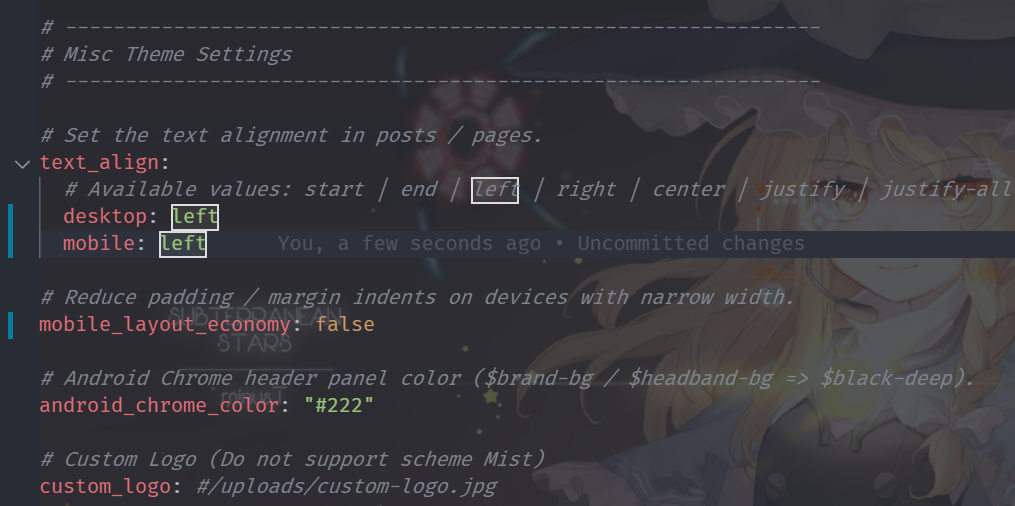 # ---------------------------------------------------------------
# Misc Theme Settings
# ---------------------------------------------------------------
# Set the text alignment in posts / pages.
text_align:
# Available values: start | end | left | right | center | justify | justify-all
desktop: left
mobile: left You, a few seconds ago • Uncommitted changes
# Reduce padding / margin indents on devices with narrow width.
mobile_layout_economy: false
SUBTERRANEAN
STARS
# Android Chrome header panel color ($brand-bg / $headband-bg => $black-deep).
android_chrome_color: "#222"
# Custom Logo (Do not support scheme Mist)
custom_logo: #/uploads/custom-logo.jpg